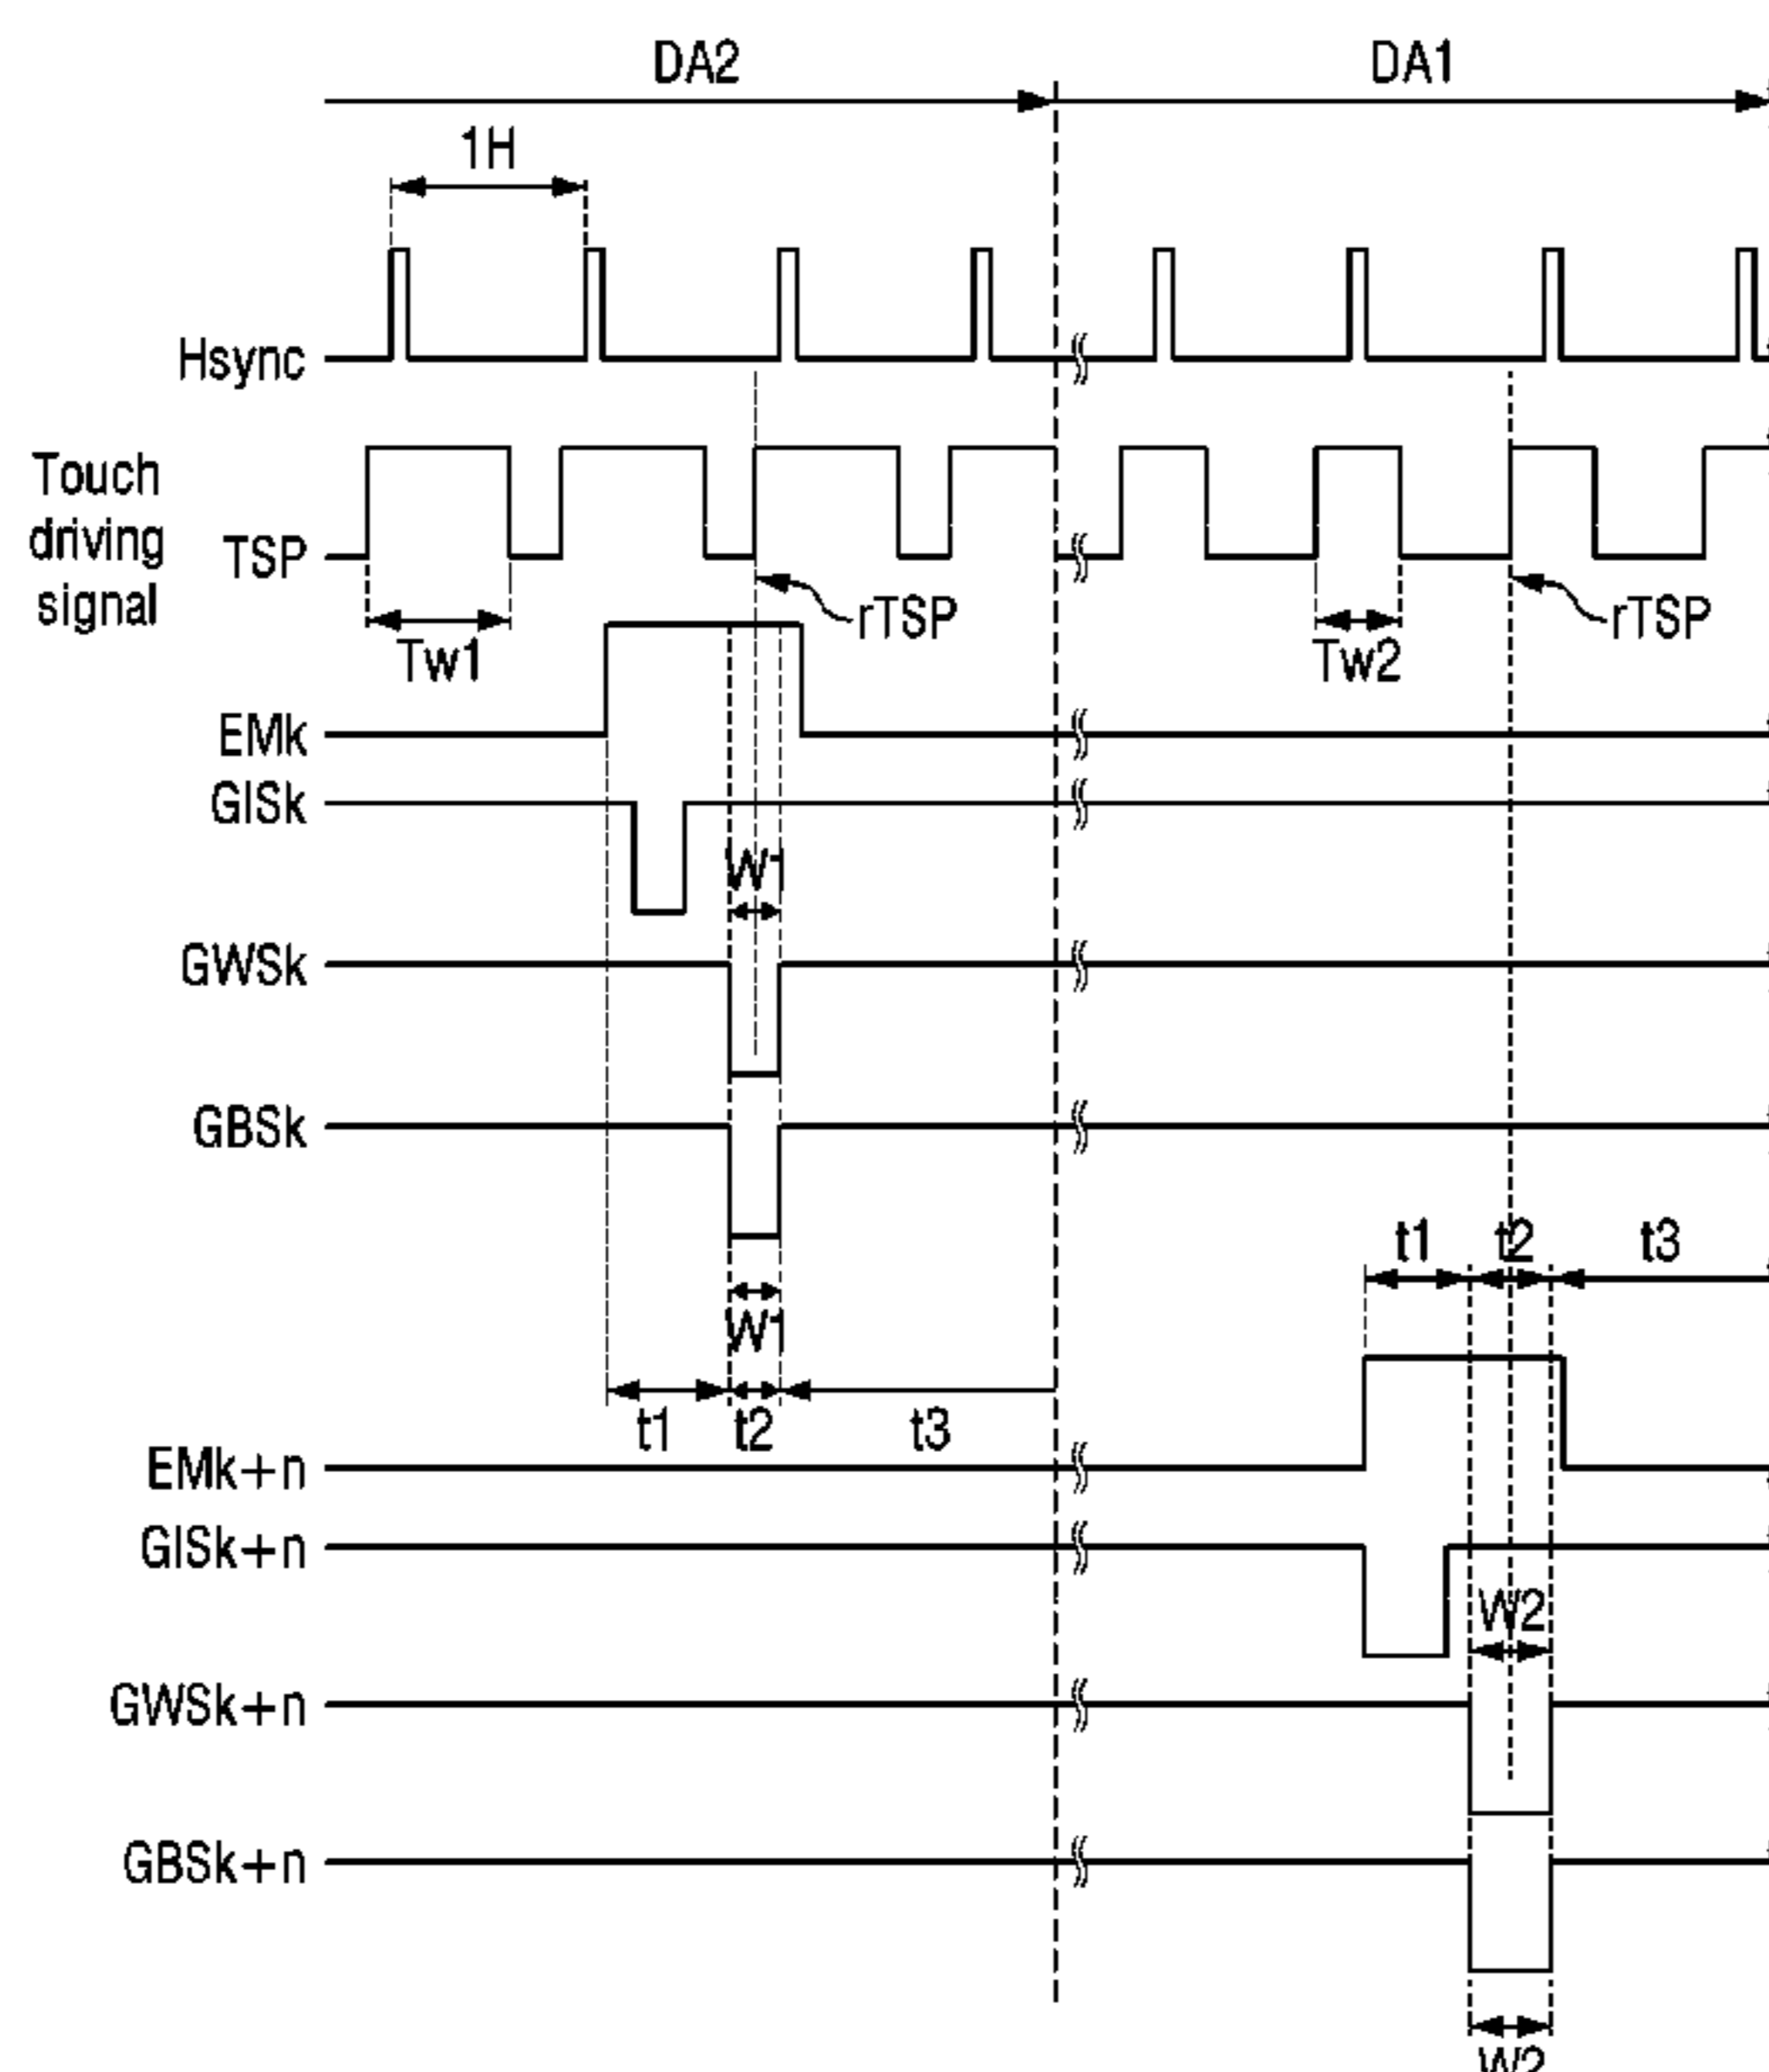 DA2 DA1
1H
Hsync
Touch
driving
signal
TSP
rTSP rTSP
Tw1 Tw2
EMk
GISk
W1
GWSk
GBSk
t1 t2 t3
W1
t1 t2 t3
EMk+n
GISk+n
W2
GWSk+n
GBSk+n
W2